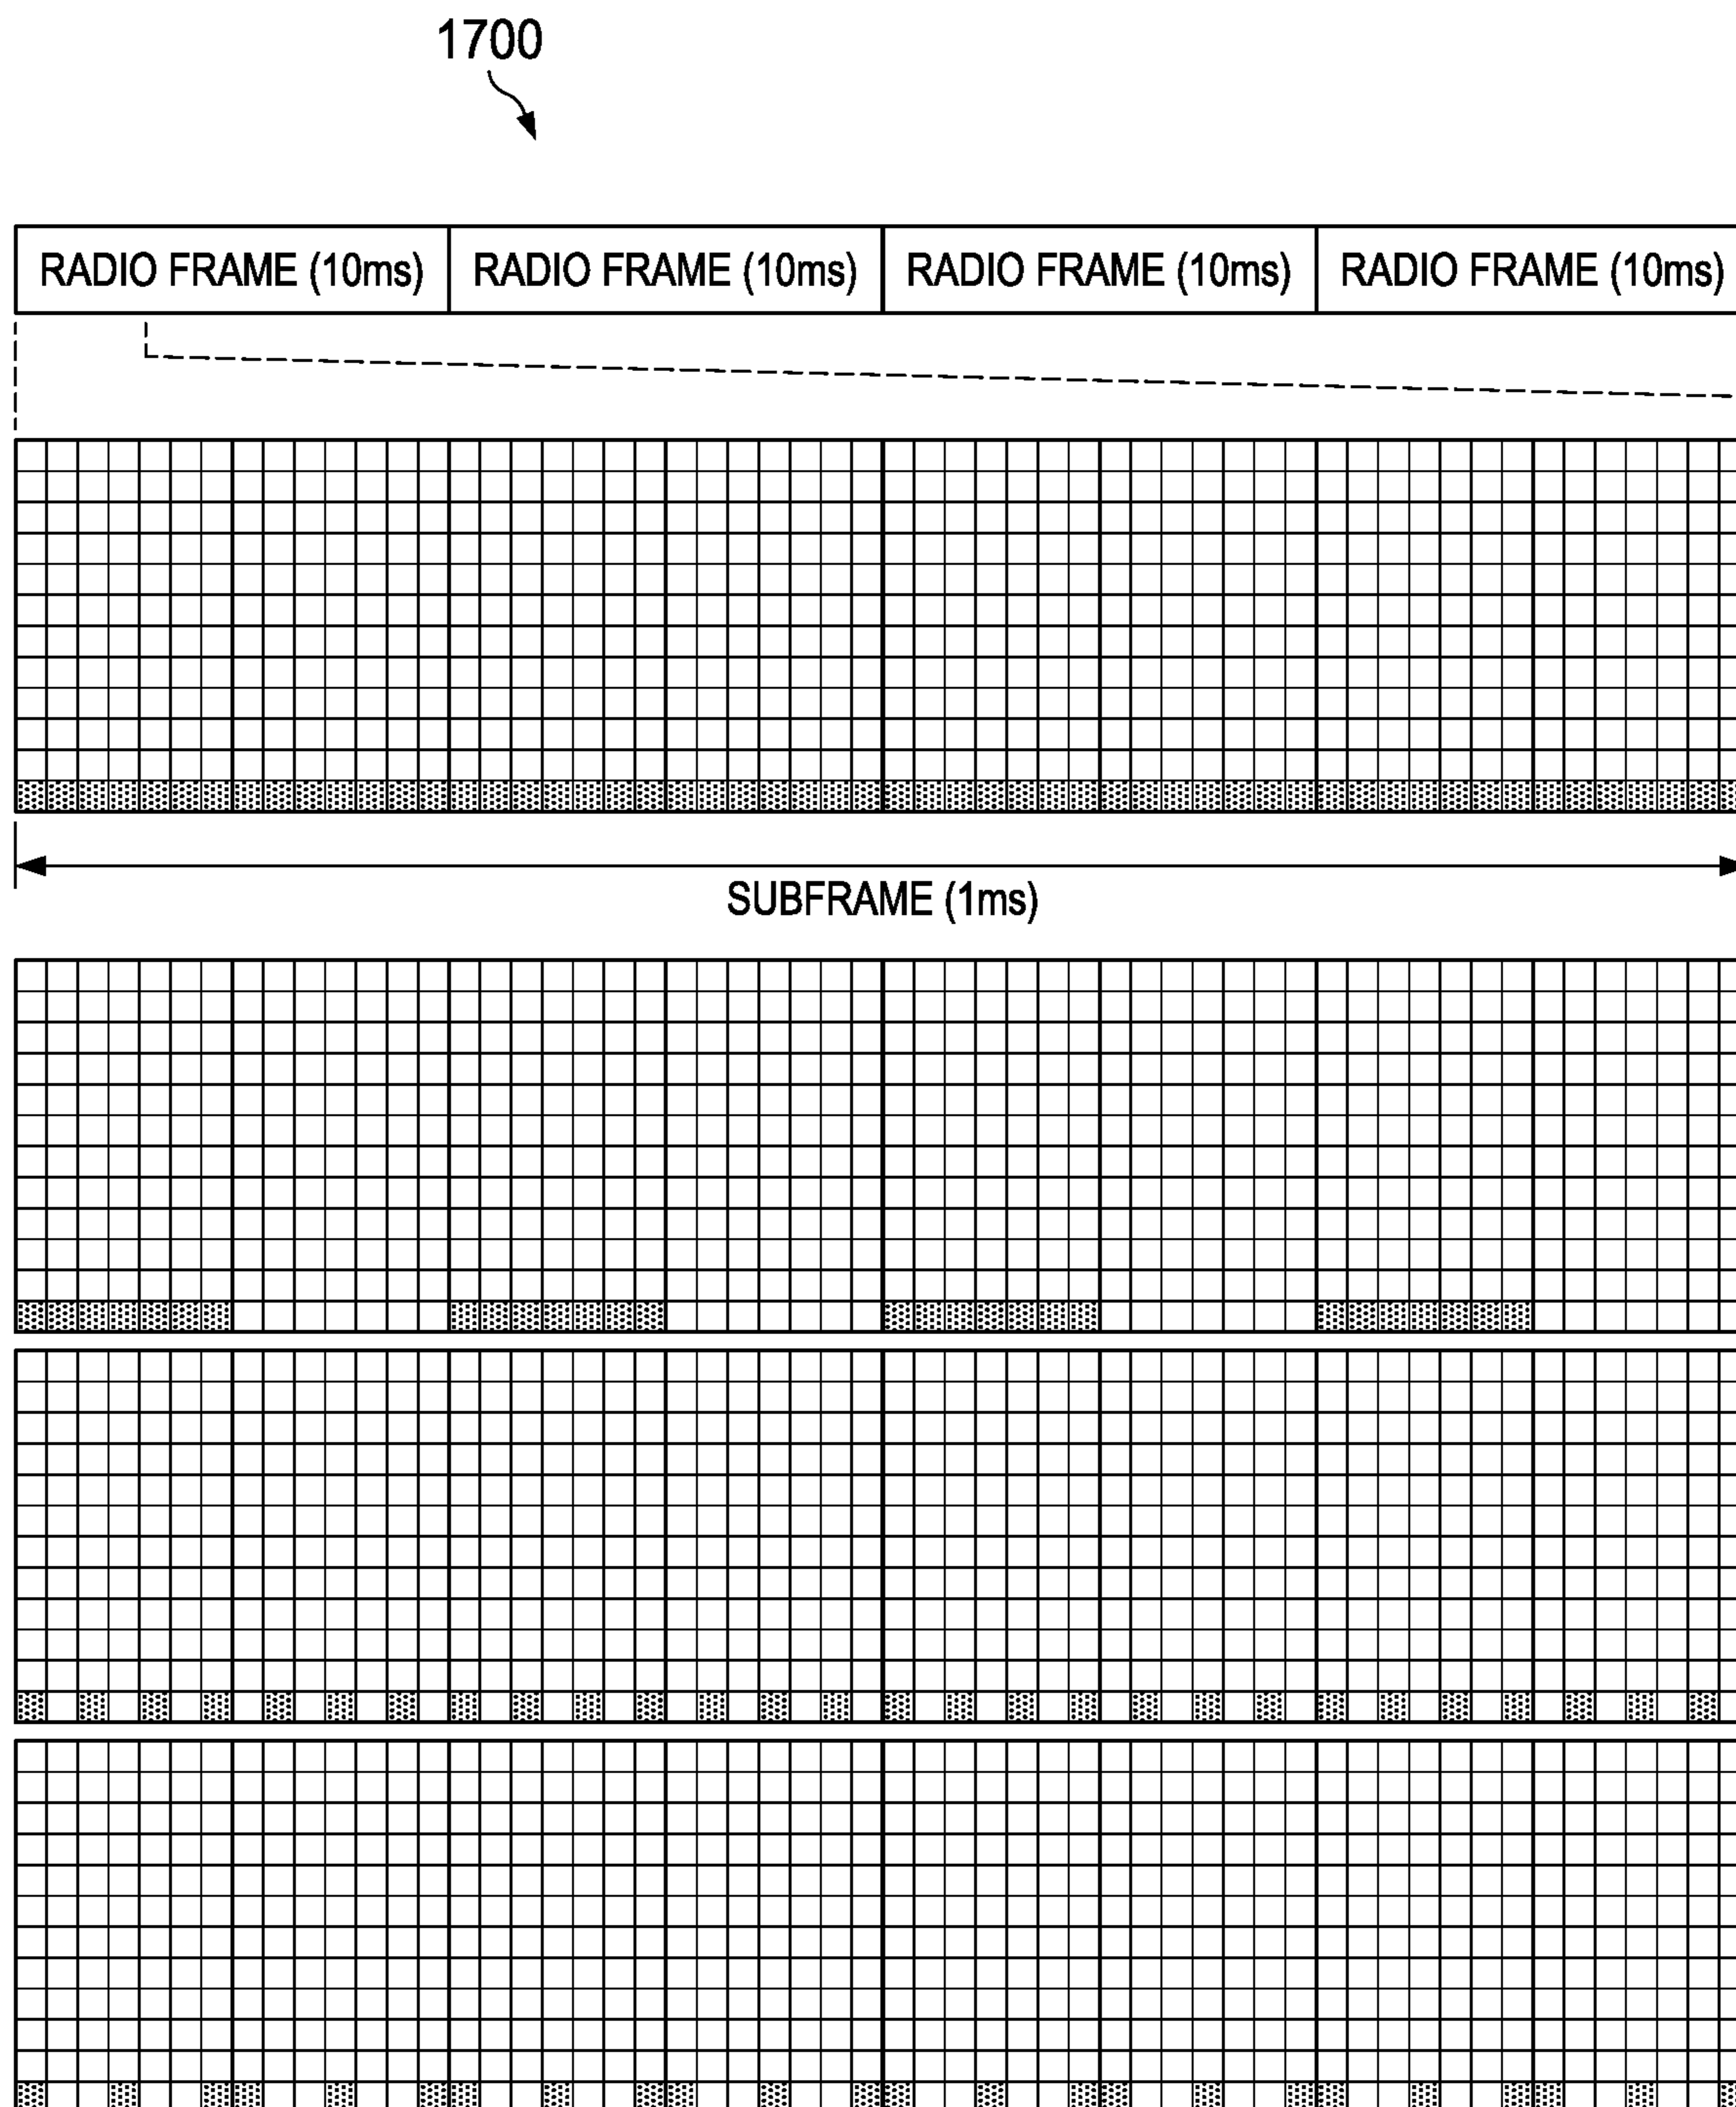 1700
RADIO FRAME (10ms) RADIO FRAME (10ms) RADIO FRAME (10ms) RADIO FRAME (10ms)
SUBFRAME (1ms)